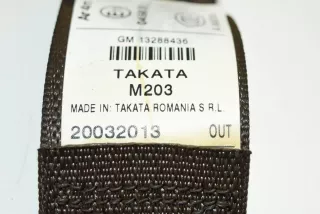 GM 13288436
TAKATA
M203
MADE IN: TAKATA ROMANIA S.R.L.
20032013 OUT